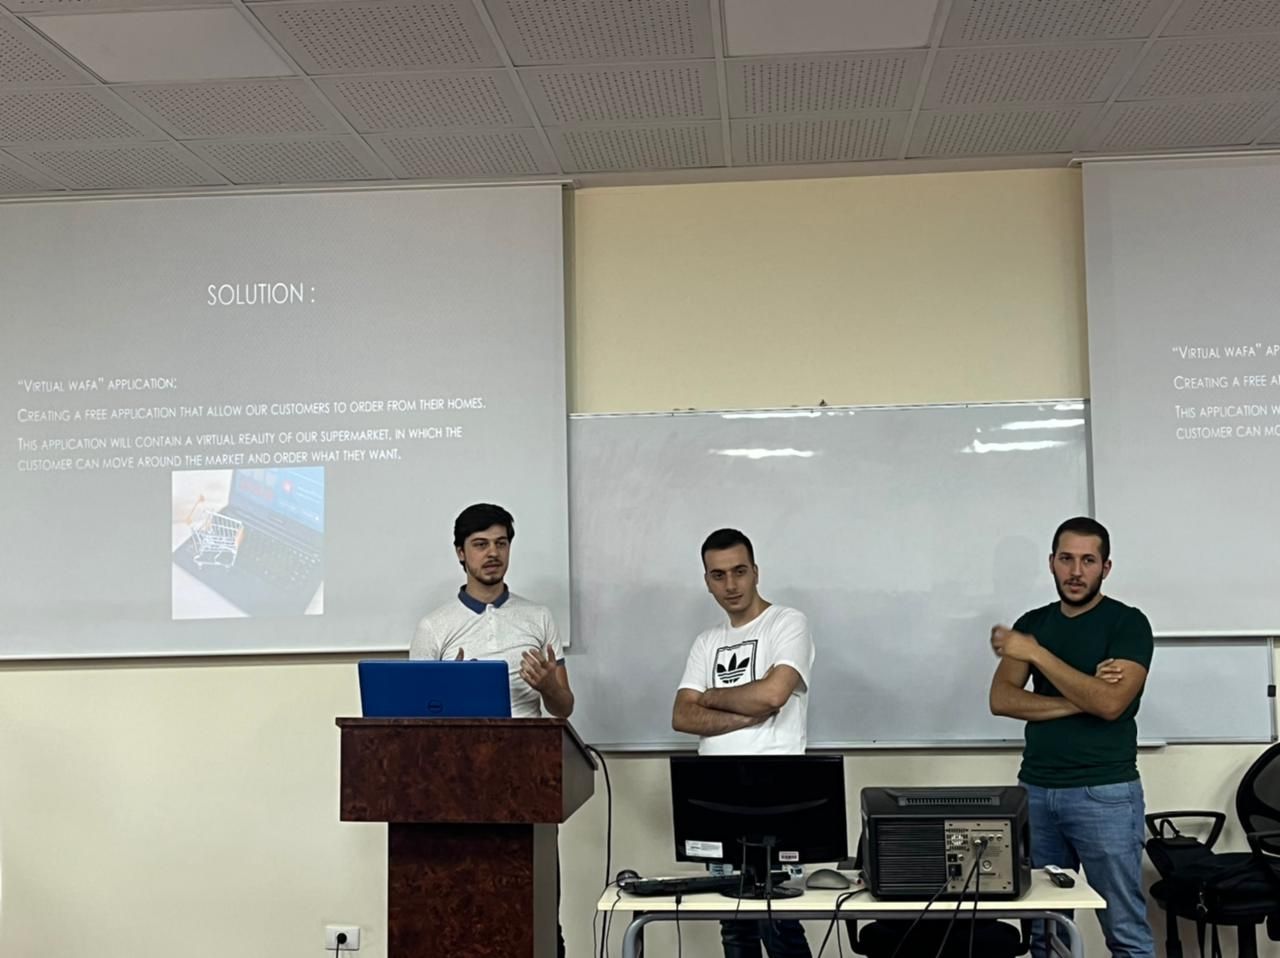 SOLUTION :
"VIRTUAL WAFA" APPLICATION:
CREATING A FREE APPLICATION THAT ALLOW OUR CUSTOMERS TO ORDER FROM THEIR HOMES.
THIS APPLICATION WILL CONTAIN A VIRTUAL REALITY OF OUR SUPERMARKET, IN WHICH THE
CUSTOMER CAN MOVE AROUND THE MARKET AND ORDER WHAT THEY WANT.
"VIRTUAL WAFA" AP
CREATING A FREE A
THIS APPLICATION W
CUSTOMER CAN MO
DELL